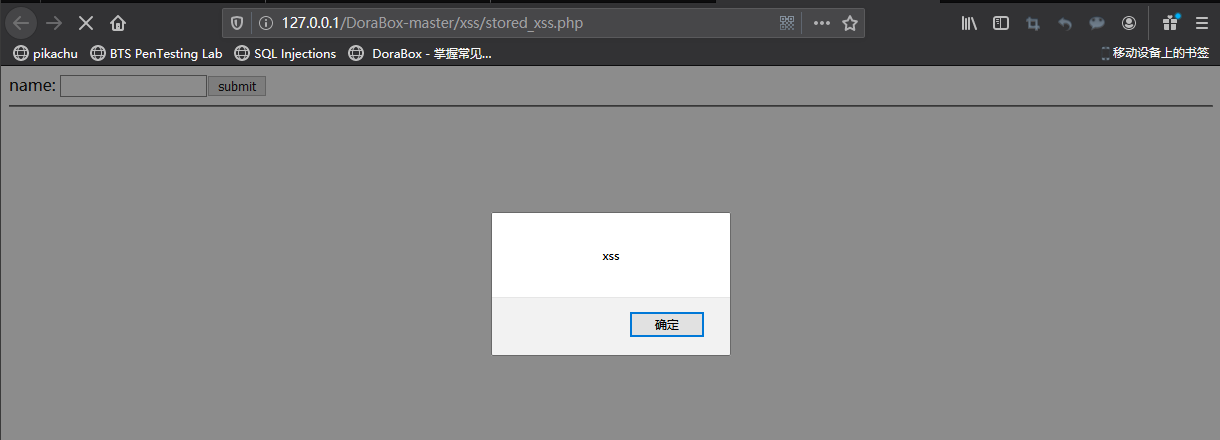 127.0.0.1/DoraBox-master/xss/stored_xss.php
pikachu BTS PenTesting Lab SQL Injections DoraBox - 掌握常见... 移动设备上的书签
name: submit
xss
确定